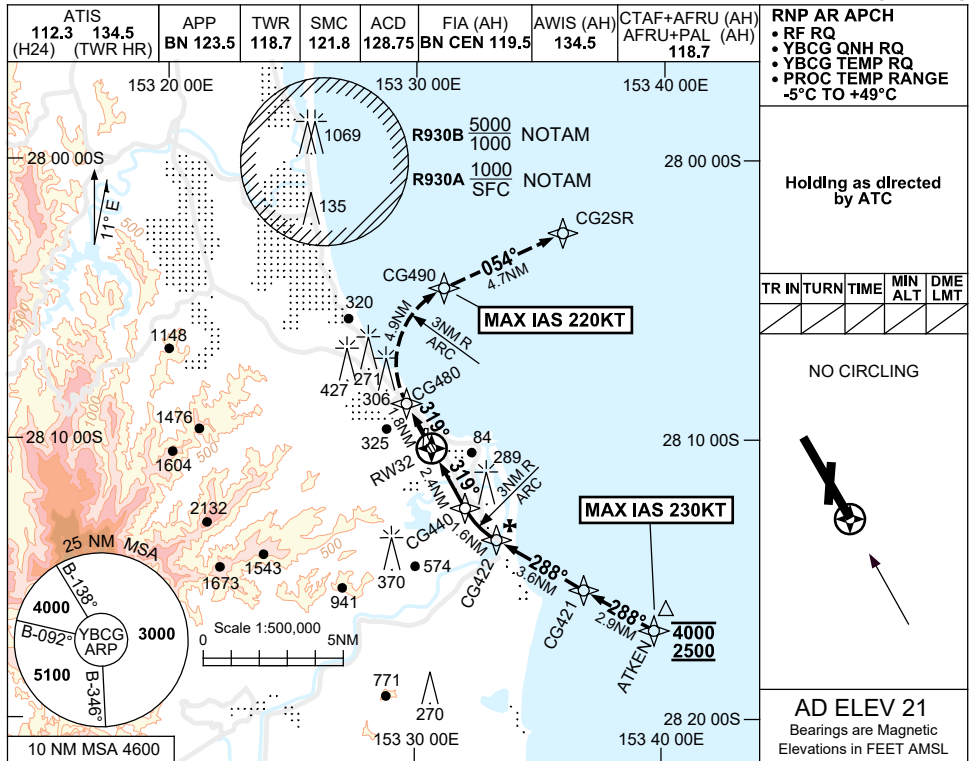 ATIS
112.3 134.5
(H24) (TWR HR)
APP
BN 123.5
TWR
118.7
SMC
121.8
ACD
128.75
FIA (AH)
BN CEN 119.5
AWIS (AH)
134.5
CTAF+AFRU (AH)
AFRU+PAL (AH)
118.7
RNP AR APCH
• RF RQ
• YBCG QNH RQ
• YBCG TEMP RQ
• PROC TEMP RANGE
-5°C TO +49°C
Holding as directed
by ATC
TR IN TURN TIME MIN ALT DME LMT
NO CIRCLING
AD ELEV 21
Bearings are Magnetic
Elevations in FEET AMSL
153 20 00E
153 30 00E
153 40 00E
1069
R930B 5000
1000 NOTAM
28 00 00S
28 00 00S
R930A 1000
SFC NOTAM
135
11° E
500
CG2SR
054°
4.7NM
CG490
MAX IAS 220KT
4.9NM
3NM R
ARC
320
1148
427
271
306
CG480
500
1000
1476
319°
1.8NM
325
28 10 00S
28 10 00S
1604
500
84
RW32
289
319°
2.4NM
3NM R
ARC
MAX IAS 230KT
2132
CG440
1.6NM
25 NM MSA
1543
500
1673
370
574
CG422
288°
3.6NM
941
CG421
288°
2.9NM
4000
2500
ATKEN
B-138°
4000
B-092°
YBCG
ARP
3000
5100
B-346°
Scale 1:500,000
0
5NM
771
270
28 20 00S
10 NM MSA 4600
153 30 00E
153 40 00E